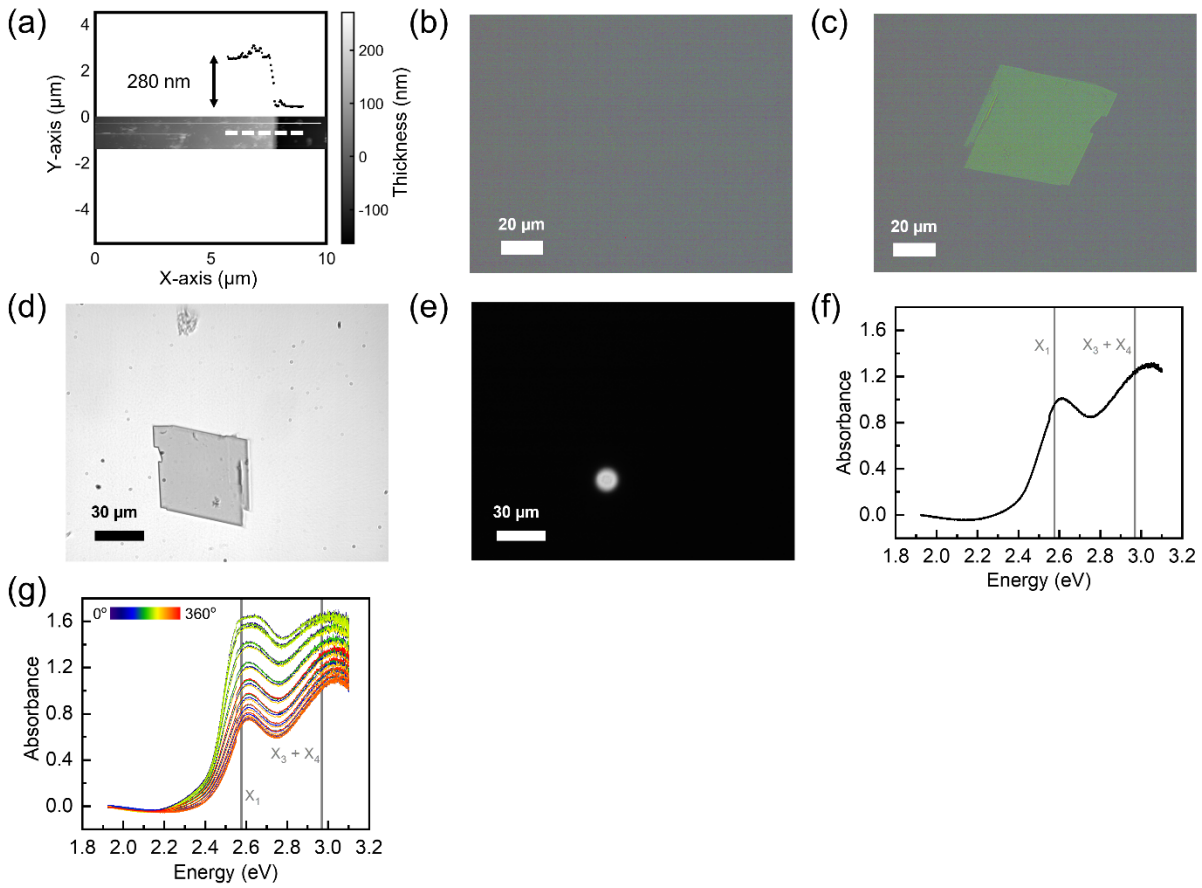 (a)
4
2
0
-2
-4
Y-axis (µm)
280 nm
0
5
10
X-axis (µm)
200
100
0
-100
Thickness (nm)
(b)
20 µm
(c)
20 µm
(d)
30 µm
(e)
30 µm
(f)
1.6
1.2
0.8
0.4
0.0
Absorbance
X₁
X₃ + X₄
1.8 2.0 2.2 2.4 2.6 2.8 3.0 3.2
Energy (eV)
(g)
0º
360º
1.6
1.2
0.8
0.4
0.0
Absorbance
X₃ + X₄
X₁
1.8 2.0 2.2 2.4 2.6 2.8 3.0 3.2
Energy (eV)